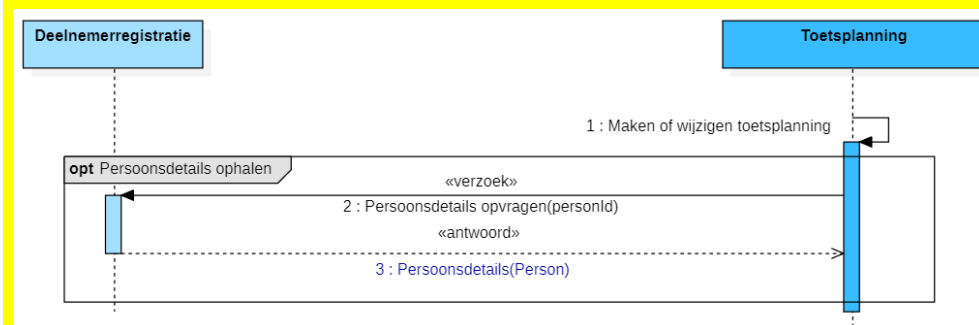 Deelnemerregistratie
Toetsplanning
1 : Maken of wijzigen toetsplanning
opt Persoonsdetails ophalen
«verzoek»
2 : Persoonsdetails opvragen(personId)
«antwoord»
3 : Persoonsdetails(Person)